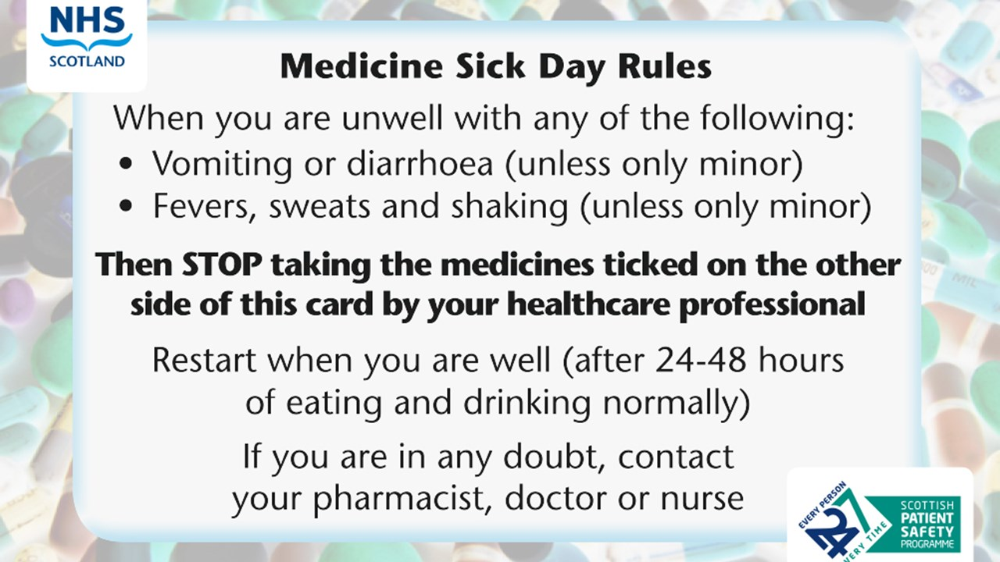 NHS
SCOTLAND
Medicine Sick Day Rules
When you are unwell with any of the following:
• Vomiting or diarrhoea (unless only minor)
• Fevers, sweats and shaking (unless only minor)
Then STOP taking the medicines ticked on the other
side of this card by your healthcare professional
Restart when you are well (after 24-48 hours
of eating and drinking normally)
If you are in any doubt, contact
your pharmacist, doctor or nurse
EVERY PERSON
24
7
VERY TIME
SCOTTISH
PATIENT
SAFETY
PROGRAMME